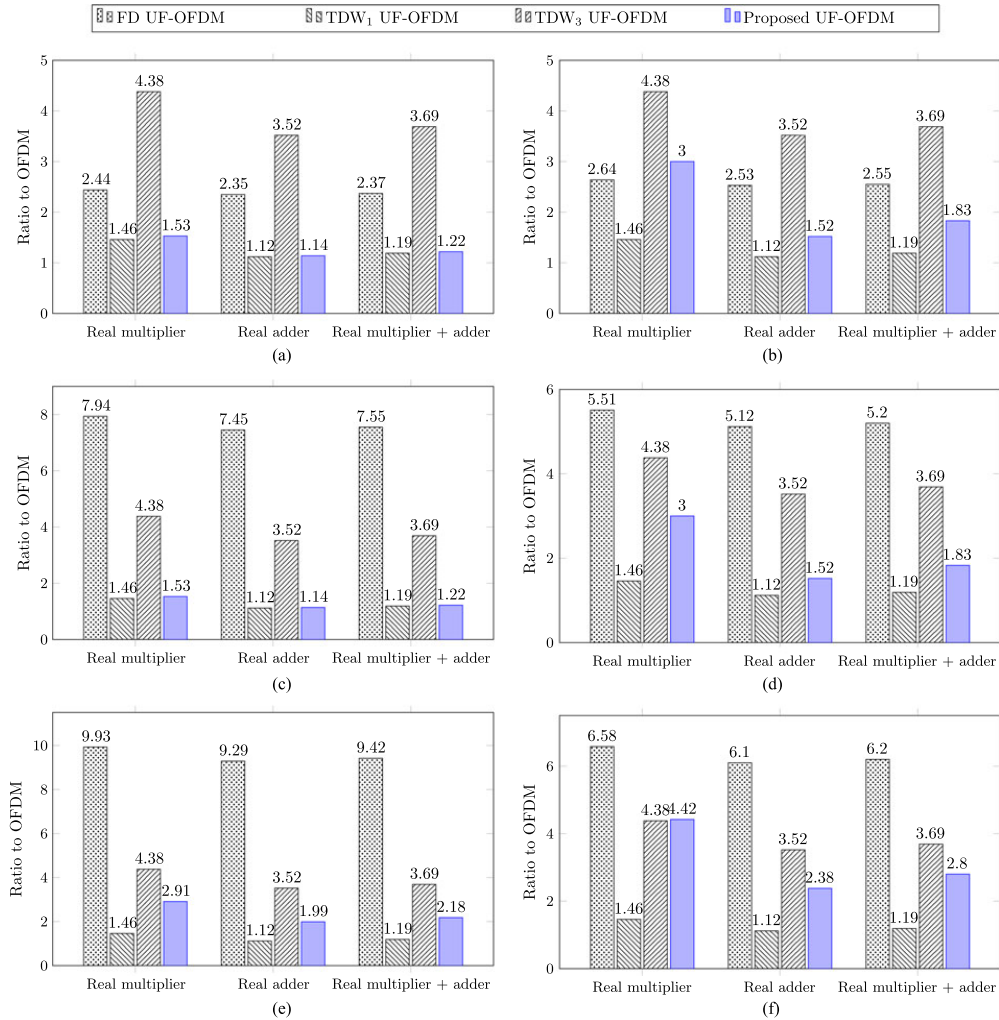 FD UF-OFDM TDW₁ UF-OFDM TDW₃ UF-OFDM Proposed UF-OFDM
Ratio to OFDM
5
4
3
2
1
0
2.44 1.46 4.38 1.53
2.35 1.12 3.52 1.14
2.37 1.19 3.69 1.22
Real multiplier Real adder Real multiplier + adder
(a)
Ratio to OFDM
5
4
3
2
1
0
2.64 1.46 4.38 3
2.53 1.12 3.52 1.52
2.55 1.19 3.69 1.83
Real multiplier Real adder Real multiplier + adder
(b)
Ratio to OFDM
8
6
4
2
0
7.94 1.46 4.38 1.53
7.45 1.12 3.52 1.14
7.55 1.19 3.69 1.22
Real multiplier Real adder Real multiplier + adder
(c)
Ratio to OFDM
6
4
2
0
5.51 1.46 4.38 3
5.12 1.12 3.52 1.52
5.2 1.19 3.69 1.83
Real multiplier Real adder Real multiplier + adder
(d)
Ratio to OFDM
10
8
6
4
2
0
9.93 1.46 4.38 2.91
9.29 1.12 3.52 1.99
9.42 1.19 3.69 2.18
Real multiplier Real adder Real multiplier + adder
(e)
Ratio to OFDM
6
4
2
0
6.58 1.46 4.38 4.42
6.1 1.12 3.52 2.38
6.2 1.19 3.69 2.8
Real multiplier Real adder Real multiplier + adder
(f)